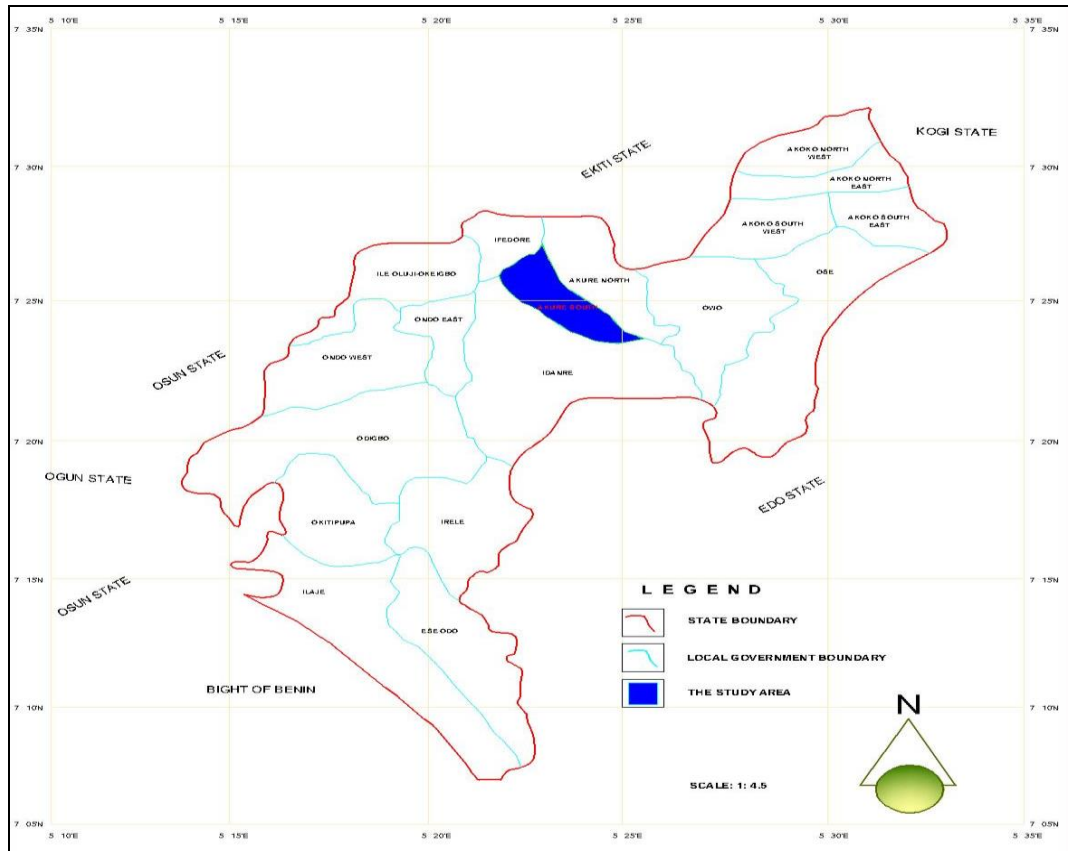 5 10'E 5 15'E 5 20'E 5 25'E 5 30'E 5 35'E
7 35'N 7 35'N
KOGI STATE
EKITI STATE
AKOKO NORTH
WEST
7 30'N 7 30'N
AKOKO NORTH
EAST
AKOKO SOUTH
WEST
AKOKO SOUTH
EAST
IFEDORE
ILE OLUJI-OKEIGBO
AKURE NORTH
OSE
7 25'N 7 25'N
AKURE SOUTH
OWO
ONDO EAST
ONDO WEST
OSUN STATE
IDANRE
7 20'N 7 20'N
ODIGBO
OGUN STATE
EDO STATE
OKITIPUPA
IRELE
7 15'N 7 15'N
OSUN STATE
ILAJE
LEGEND
STATE BOUNDARY
ESE ODO
LOCAL GOVERNMENT BOUNDARY
BIGHT OF BENIN
THE STUDY AREA
7 10'N 7 10'N
N
SCALE: 1: 4.5
7 05'N 7 05'N
5 10'E 5 15'E 5 20'E 5 25'E 5 30'E 5 35'E